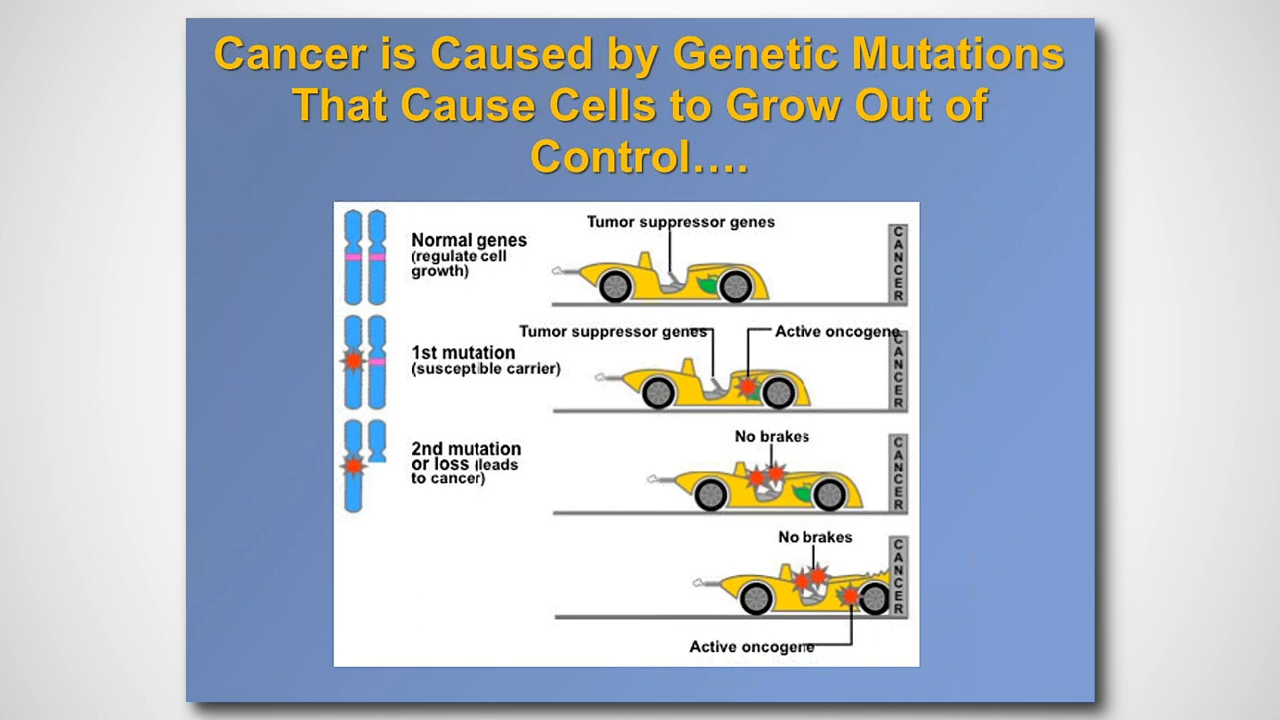 Cancer is Caused by Genetic Mutations
That Cause Cells to Grow Out of
Control....
Tumor suppressor genes
Normal genes
(regulate cell
growth)
CANCER
Tumor suppressor genes
Active oncogene
1st mutation
(susceptible carrier)
CANCER
No brakes
2nd mutation
or loss (leads
to cancer)
CANCER
No brakes
CANCER
Active oncogene